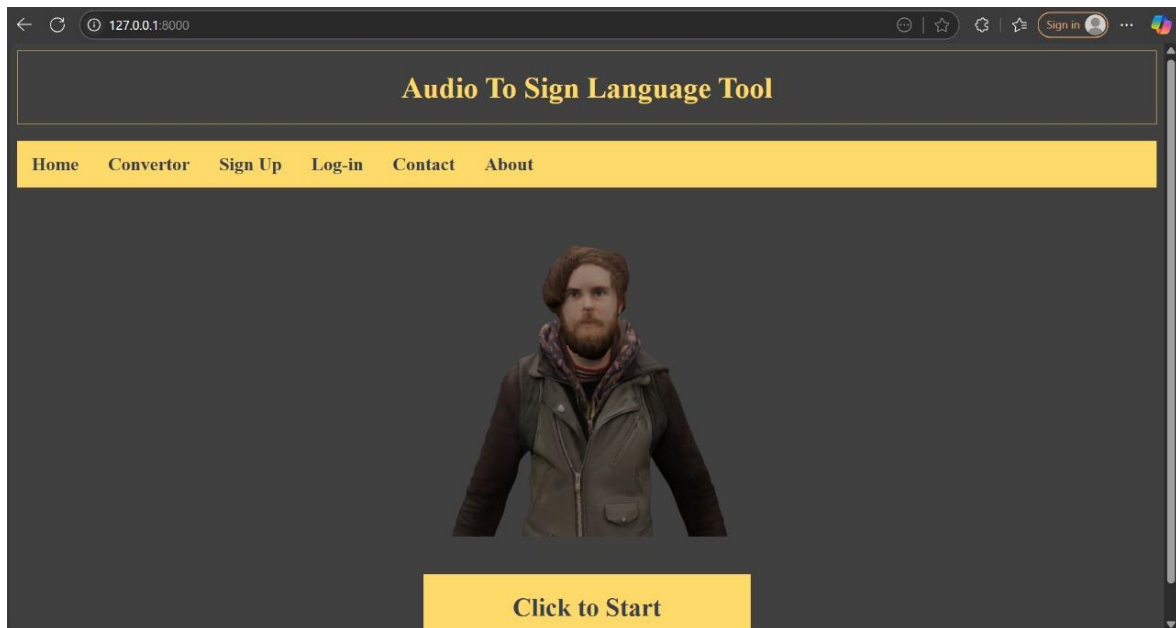 127.0.0.1:8000
Sign in
Audio To Sign Language Tool
Home Convertor Sign Up Log-in Contact About
Click to Start